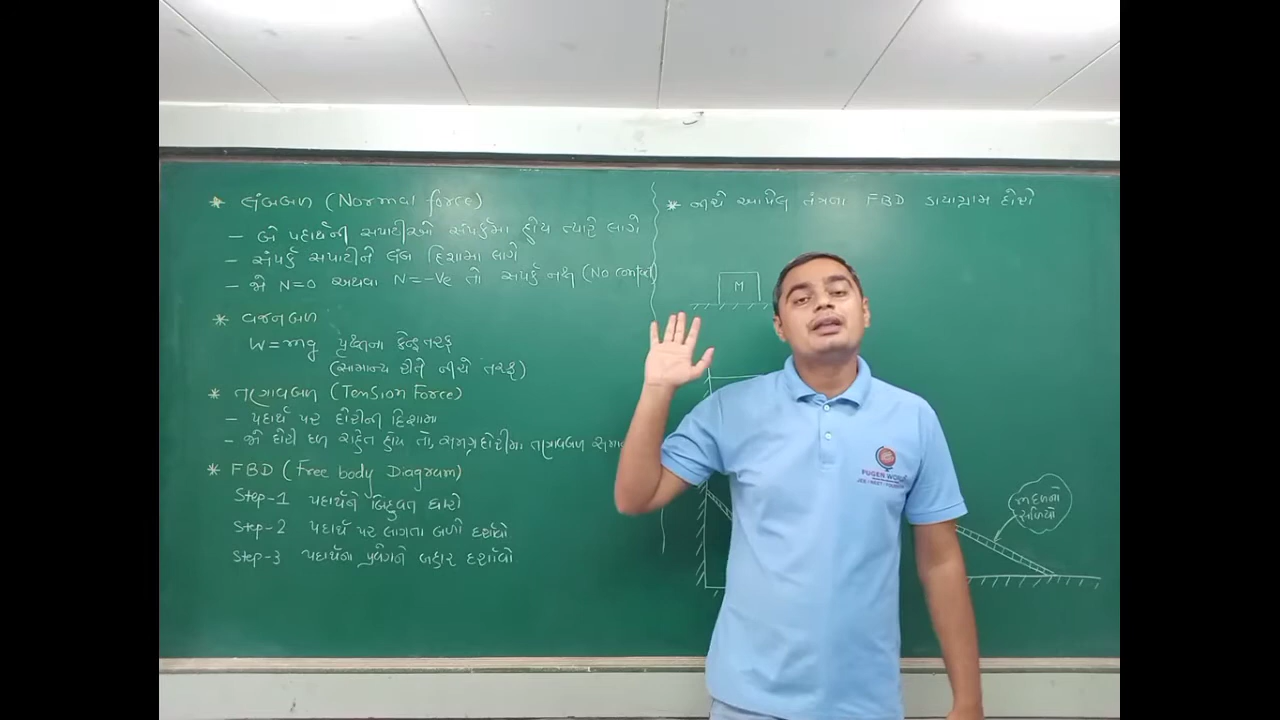 * લંબબળ (Normal force)
- બે પદાર્થની સપાટીઓ સંપર્કમાં હોય ત્યારે લાગે
- સંપર્ક સપાટીને લંબ દિશામા લાગે
- જો N=0 અથવા N=-Ve તો સંપર્ક નથી (No contact)
* વજનબળ
W=mg પૃથ્વીના કેન્દ્ર તરફ
(સામાન્ય રીતે નીચે તરફ)
* તણાવબળ (Tension Force)
- પદાર્થ પર દોરીની દિશામા
- જો દોરી દળ રહિત હોય તો, સમગ્ર દોરીમા તણાવબળ સમા
* FBD (Free body Diagram)
Step-1 પદાર્થને બિંદુવત ધારો
Step-2 પદાર્થ પર લાગતા બળો દર્શાવો
Step-3 પદાર્થના પ્રવેગને બહાર દર્શાવો
* નીચે આપેલ તંત્રના FBD ડાયાગ્રામ દોરો
M
સળિયો
PUGEN WORLD